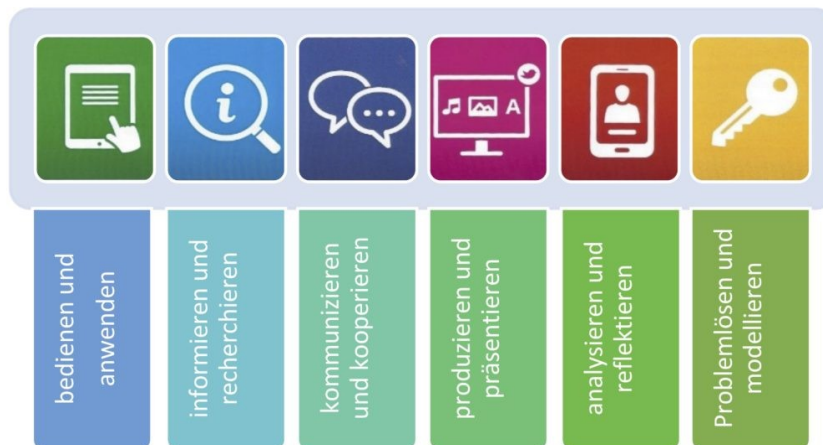 i
A
bedienen und
anwenden
informieren und
recherchieren
kommunizieren
und kooperieren
produzieren und
präsentieren
analysieren und
reflektieren
Problemlösen und
modellieren